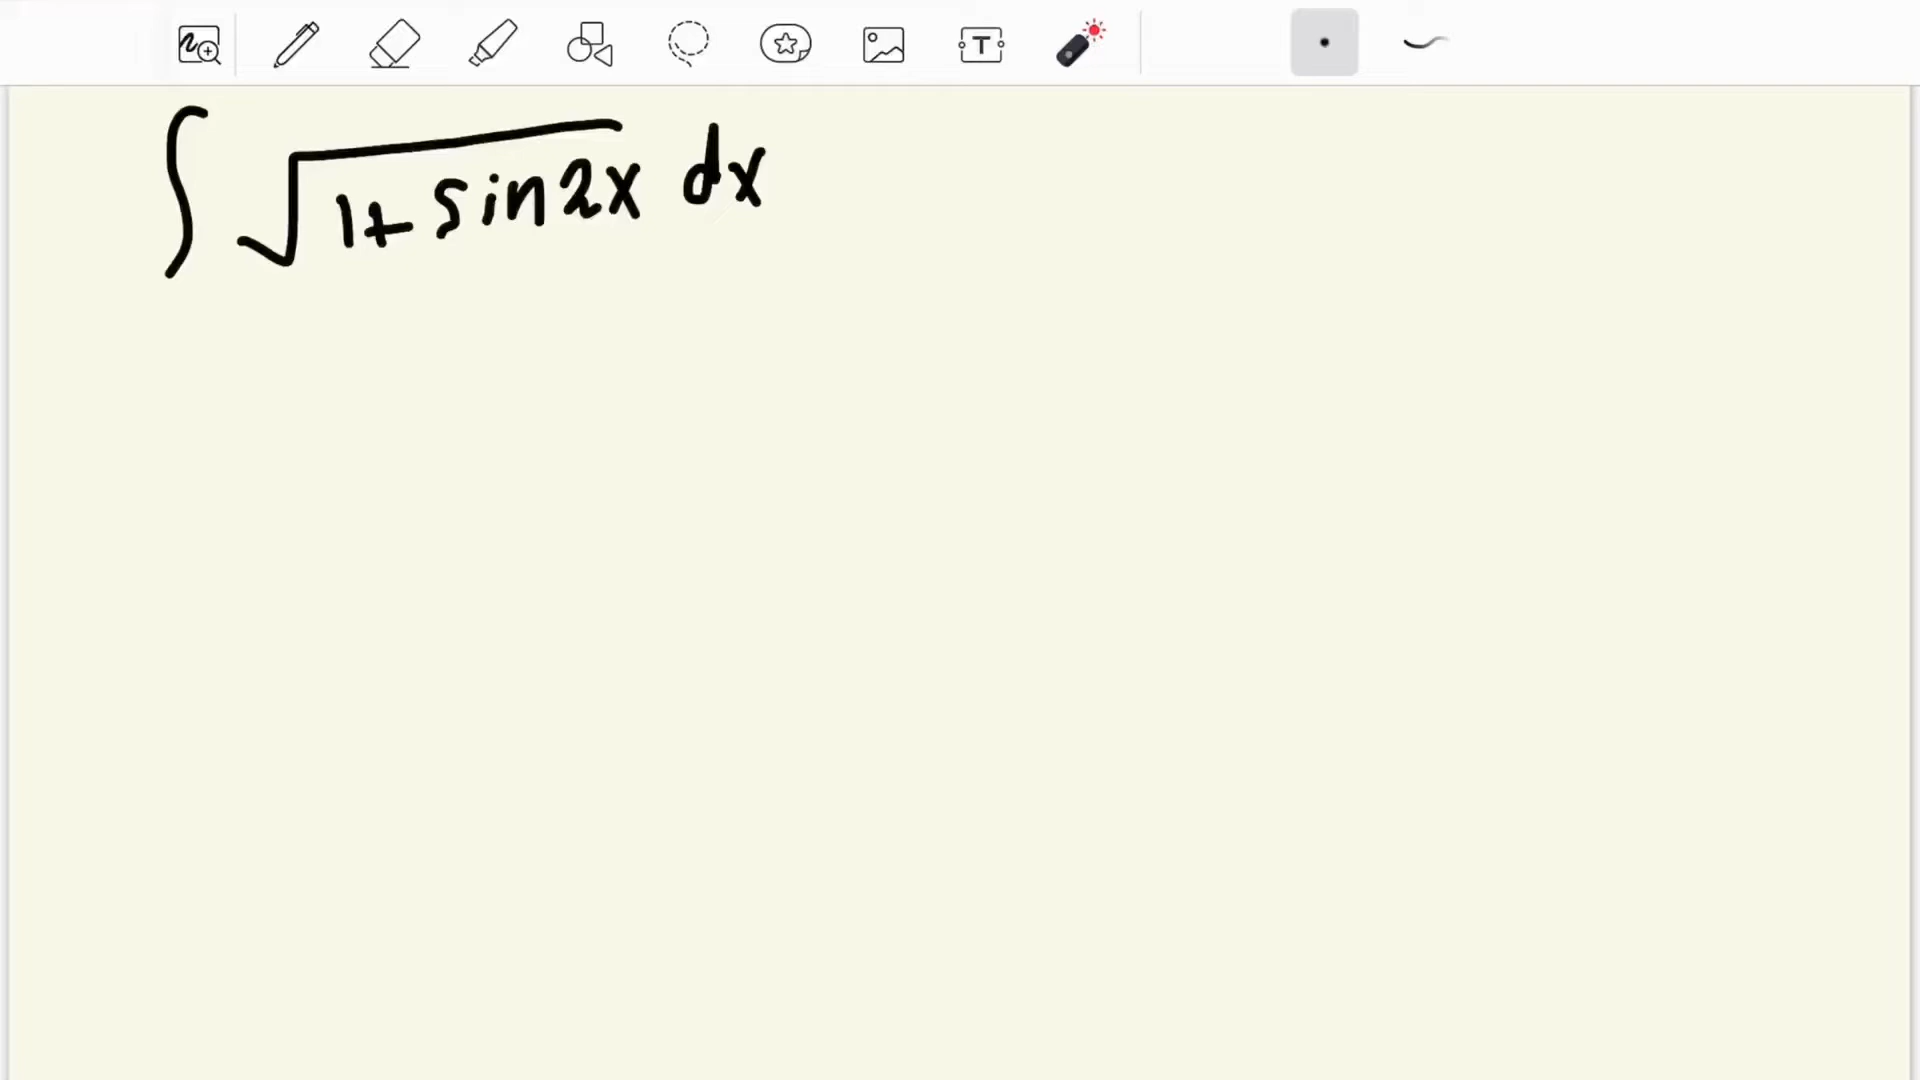 ∫ √(1+ sin2x) dx
T